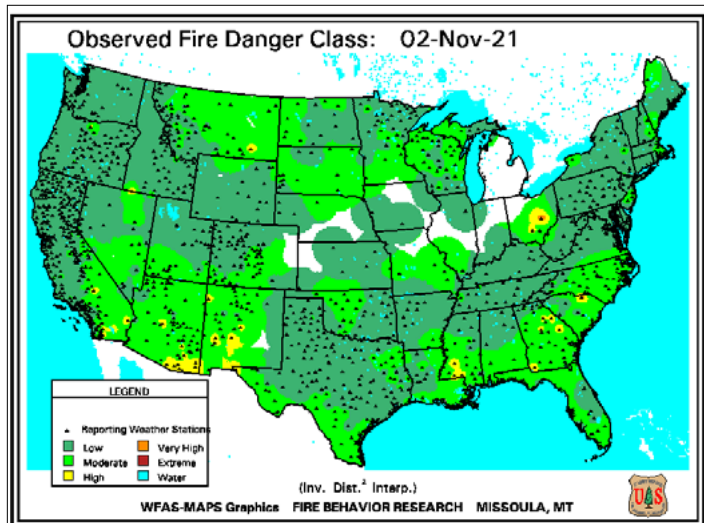 Observed Fire Danger Class: 02-Nov-21
LEGEND
Reporting Weather Stations
Low
Very High
Moderate
Extreme
High
Water
(Inv. Dist.² Interp.)
WFAS-MAPS Graphics FIRE BEHAVIOR RESEARCH MISSOULA, MT
U S